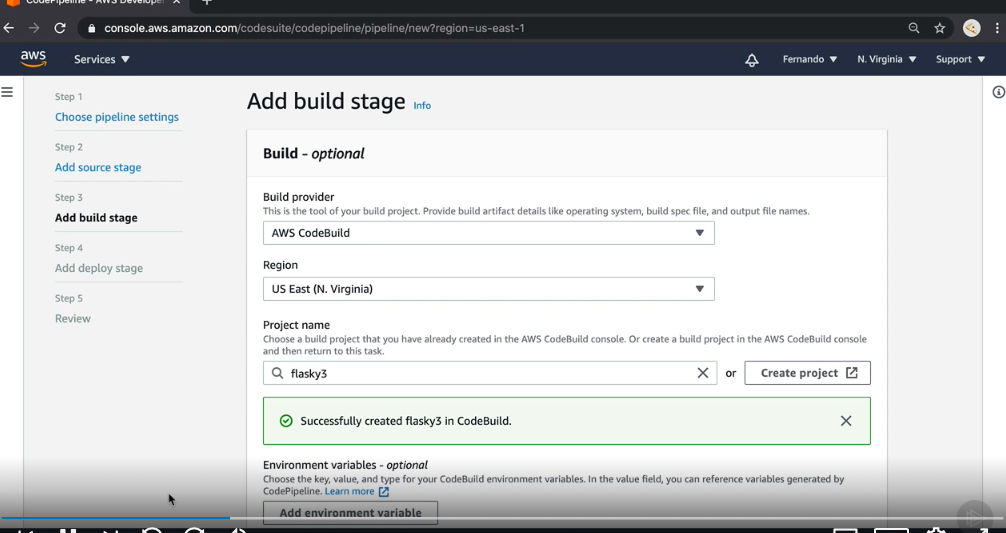 CodePipeline - AWS Developer
console.aws.amazon.com/codesuite/codepipeline/pipeline/new?region=us-east-1
aws
Services
Fernando
N. Virginia
Support
Step 1
Choose pipeline settings
Step 2
Add source stage
Step 3
Add build stage
Step 4
Add deploy stage
Step 5
Review
Add build stage Info
Build - optional
Build provider
This is the tool of your build project. Provide build artifact details like operating system, build spec file, and output file names.
AWS CodeBuild
Region
US East (N. Virginia)
Project name
Choose a build project that you have already created in the AWS CodeBuild console. Or create a build project in the AWS CodeBuild console
and then return to this task.
flasky3
or
Create project
Successfully created flasky3 in CodeBuild.
Environment variables - optional
Choose the key, value, and type for your CodeBuild environment variables. In the value field, you can reference variables generated by
CodePipeline. Learn more
Add environment variable